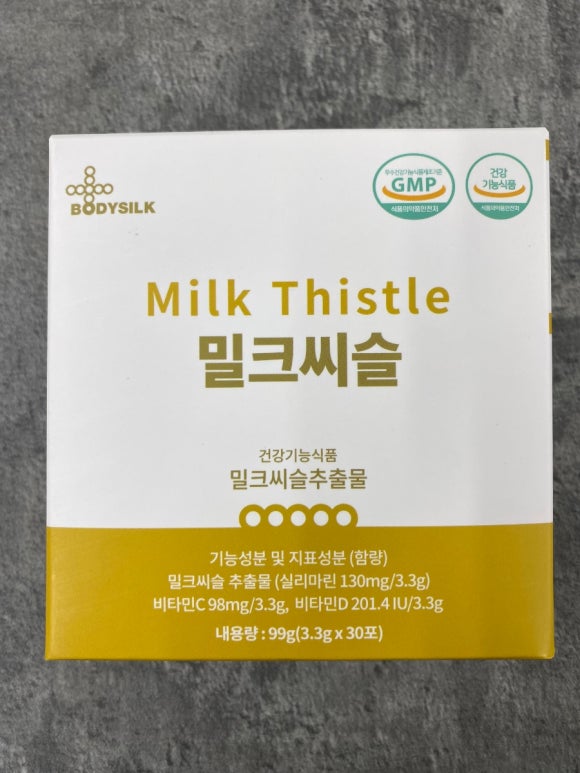 BODYSILK
우수건강기능식품제조기준
GMP
식품의약품안전처
건강
기능식품
식품의약품안전처
Milk Thistle
밀크씨슬
건강기능식품
밀크씨슬추출물
기능성분 및 지표성분 (함량)
밀크씨슬 추출물 (실리마린 130mg/3.3g)
비타민C 98mg/3.3g, 비타민D 201.4 IU/3.3g
내용량 : 99g(3.3g x 30포)